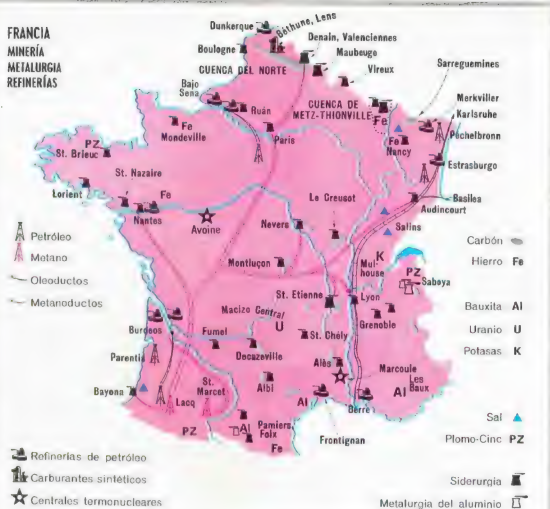 FRANCIA
MINERÍA
METALURGIA
REFINERÍAS
Dunkerque
Béthune, Lens
Boulogne
Denain, Valenciennes
Maubeuge
Vireux
CUENCA DEL NORTE
Sarreguemines
Bajo
Sena
Ruán
CUENCA DE
METZ-THIONVILLE
Merkviller
Karlsruhe
Péchelbronn
Fe
Mondeville
Paris
Fe
Fe
Nancy
Estrasburgo
PZ
St. Brieuc
St. Nazaire
Lorient
Fe
Nantes
Avoine
Le Creusot
Nevers
Basilea
Audincourt
Salins
Petróleo
Metano
Oleoductos
Metanoductos
Montluçon
K
Mul-
house
PZ
Saboya
Lyon
Grenoble
St. Etienne
Macizo Central
U
St. Chély
Burdeos
Fumel
Decazeville
Parentis
Alès
Marcoule
Les
Baux
Al
Al
Albi
Bayona
Lacq
St.
Marcet
PZ
Al
Pamiers
Foix
Fe
Berre
Frontignan
Carbón
Hierro Fe
Bauxita Al
Uranio U
Potasas K
Sal
Plomo-Cinc PZ
Siderurgia
Metalurgia del aluminio
Refinerías de petróleo
Carburantes sintéticos
Centrales termonucleares